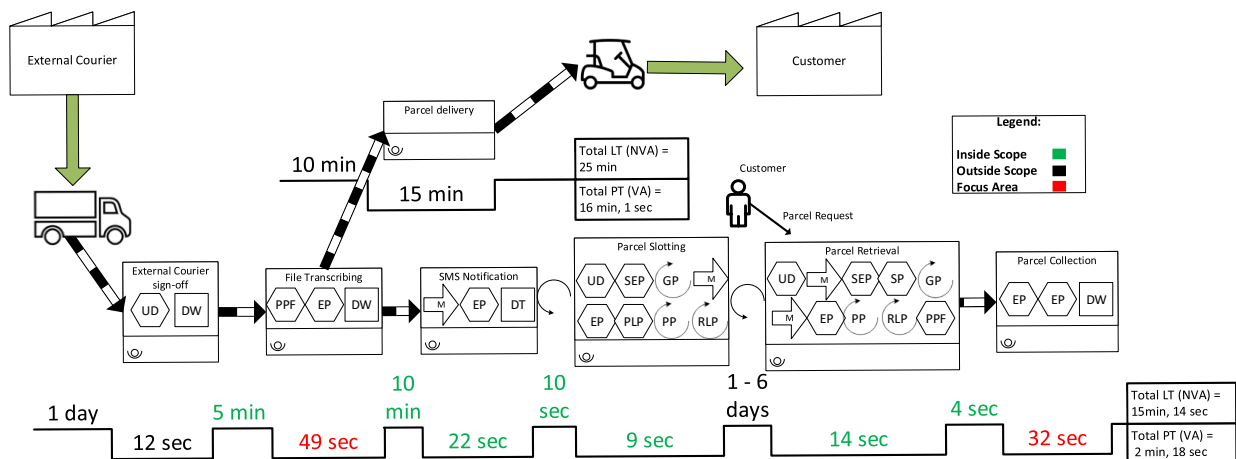 External Courier
Customer
Parcel delivery
Legend:
Inside Scope
Outside Scope
Focus Area
10 min
15 min
Total LT (NVA) =
25 min
Total PT (VA) =
16 min, 1 sec
Customer
Parcel Request
External Courier
sign-off
UD
DW
File Transcribing
PPF
EP
DW
SMS Notification
M
EP
DT
Parcel Slotting
UD
SEP
GP
M
EP
PLP
PP
RLP
Parcel Retrieval
UD
M
SEP
SP
GP
M
EP
PP
RLP
PPF
Parcel Collection
EP
EP
DW
1 day
12 sec
5 min
49 sec
10
min
22 sec
10
sec
9 sec
1 - 6
days
14 sec
4 sec
32 sec
Total LT (NVA) =
15min, 14 sec
Total PT (VA) =
2 min, 18 sec